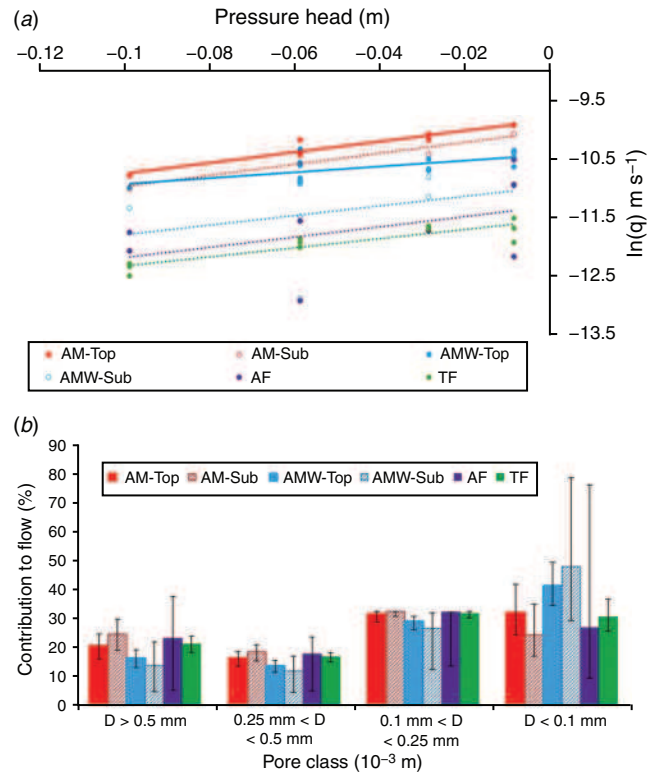 (a)
Pressure head (m)
−0.12 −0.1 −0.08 −0.06 −0.04 −0.02 0
−9.5
−10.5
−11.5
−12.5
−13.5
ln(q) m s⁻¹
AM-Top AM-Sub AMW-Top
AMW-Sub AF TF
(b)
90
80
70
60
50
40
30
20
10
0
Contribution to flow (%)
AM-Top AM-Sub AMW-Top AMW-Sub AF TF
D > 0.5 mm 0.25 mm < D 0.1 mm < D D < 0.1 mm
< 0.5 mm < 0.25 mm
Pore class (10⁻³ m)